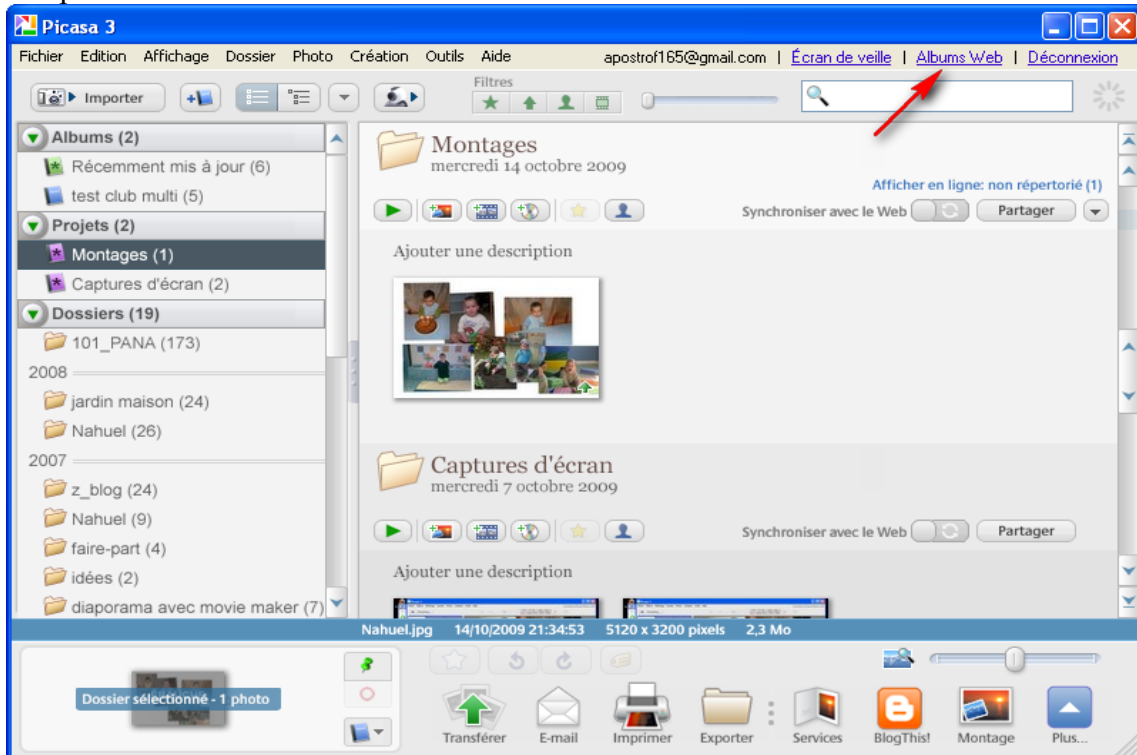 Picasa 3
Fichier Edition Affichage Dossier Photo Création Outils Aide apostrof165@gmail.com | Écran de veille | Albums Web | Déconnexion
Importer
Filtres
Albums (2)
Récemment mis à jour (6)
test club multi (5)
Projets (2)
Montages (1)
Captures d'écran (2)
Dossiers (19)
101_PANA (173)
2008
jardin maison (24)
Nahuel (26)
2007
z_blog (24)
Nahuel (9)
faire-part (4)
idées (2)
diaporama avec movie maker (7)
Montages
mercredi 14 octobre 2009
Afficher en ligne: non répertorié (1)
Synchroniser avec le Web Partager
Ajouter une description
Captures d'écran
mercredi 7 octobre 2009
Synchroniser avec le Web Partager
Ajouter une description
Nahuel.jpg 14/10/2009 21:34:53 5120 x 3200 pixels 2,3 Mo
Dossier sélectionné - 1 photo
Transférer E-mail Imprimer Exporter Services BlogThis! Montage Plus...